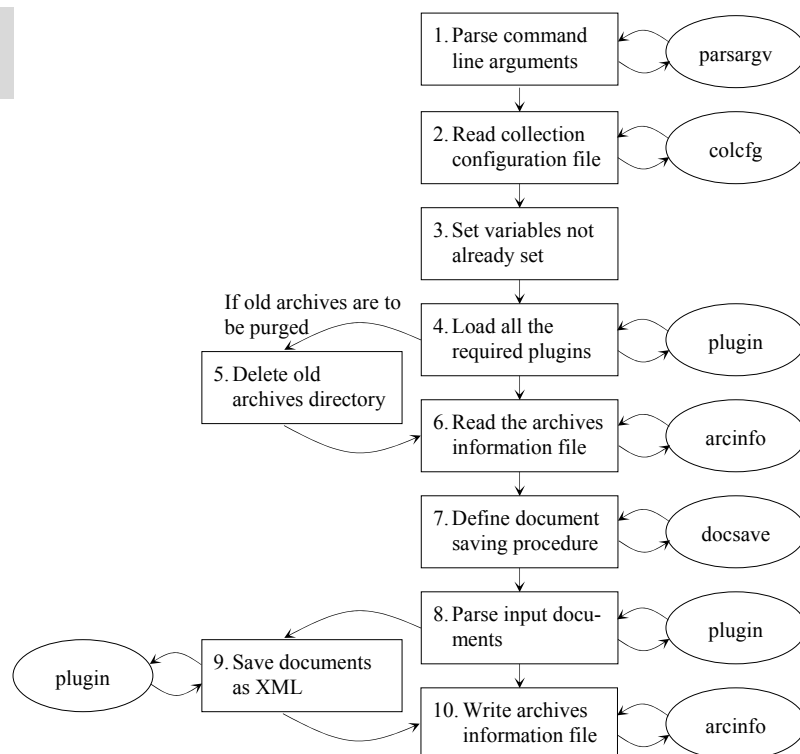 1. Parse command
line arguments
parsargv
2. Read collection
configuration file
colcfg
3. Set variables not
already set
If old archives are to
be purged
4. Load all the
required plugins
plugin
5. Delete old
archives directory
6. Read the archives
information file
arcinfo
7. Define document
saving procedure
docsave
8. Parse input docu-
ments
plugin
9. Save documents
as XML
plugin
10. Write archives
information file
arcinfo